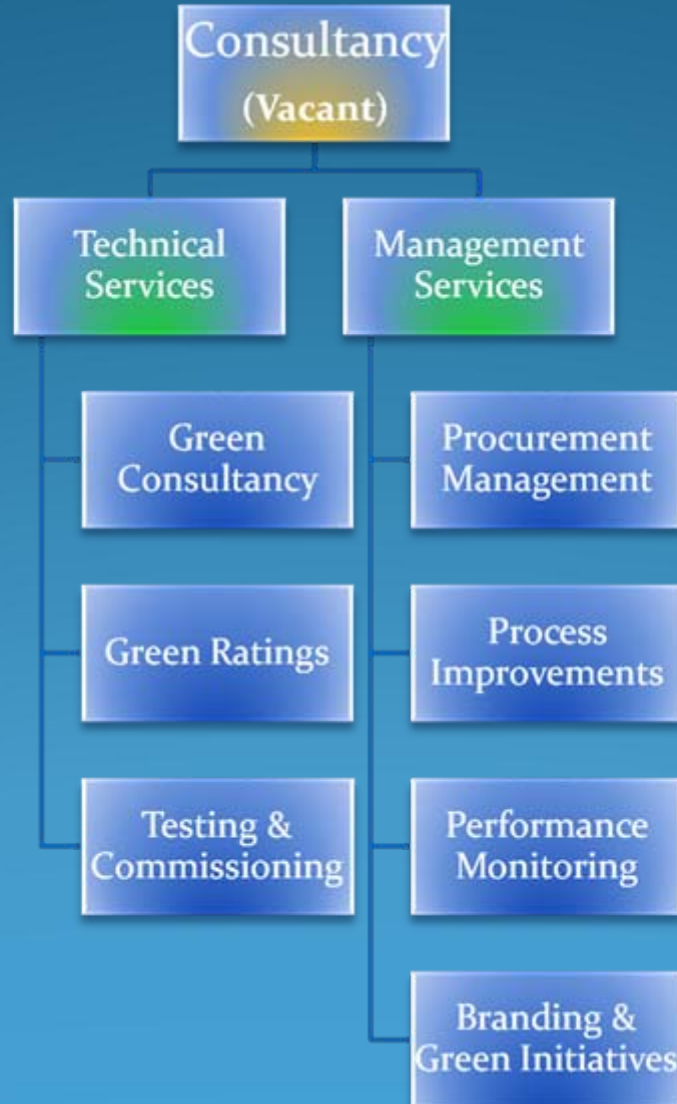 Consultancy
(Vacant)
Technical
Services
Green
Consultancy
Green Ratings
Testing &
Commissioning
Management
Services
Procurement
Management
Process
Improvements
Performance
Monitoring
Branding &
Green Initiatives